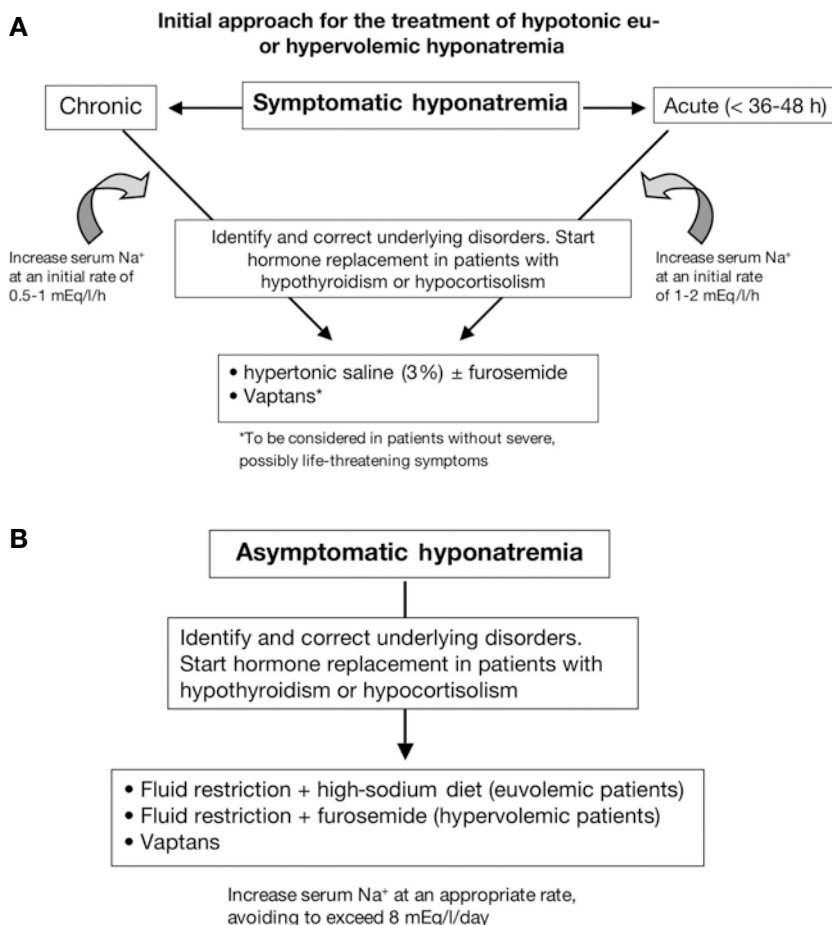 A
Initial approach for the treatment of hypotonic eu-
or hypervolemic hyponatremia
Chronic
Symptomatic hyponatremia
Acute (< 36-48 h)
Increase serum Na⁺
at an initial rate of
0.5-1 mEq/l/h
Identify and correct underlying disorders. Start
hormone replacement in patients with
hypothyroidism or hypocortisolism
Increase serum Na⁺
at an initial rate
of 1-2 mEq/l/h
• hypertonic saline (3%) ± furosemide
• Vaptans*
*To be considered in patients without severe,
possibly life-threatening symptoms
B
Asymptomatic hyponatremia
Identify and correct underlying disorders.
Start hormone replacement in patients with
hypothyroidism or hypocortisolism
• Fluid restriction + high-sodium diet (euvolemic patients)
• Fluid restriction + furosemide (hypervolemic patients)
• Vaptans
Increase serum Na⁺ at an appropriate rate,
avoiding to exceed 8 mEq/l/day